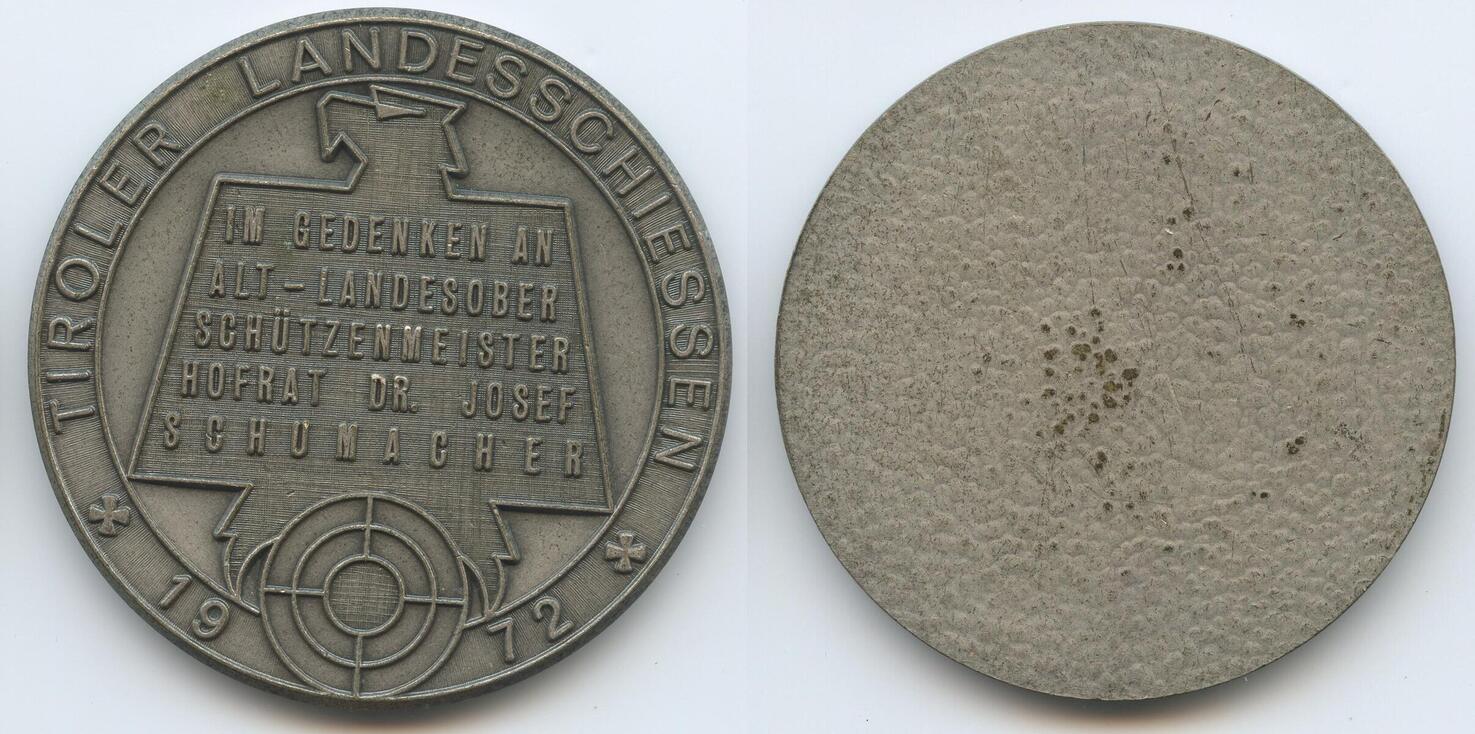 TIROLER LANDESSCHIESSEN
IM GEDENKEN AN
ALT-LANDESOBER
SCHÜTZENMEISTER
HOFRAT DR. JOSEF
SCHUMACHER
1972